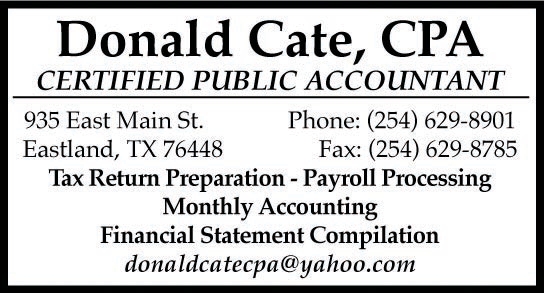 Donald Cate, CPA
CERTIFIED PUBLIC ACCOUNTANT
935 East Main St. Phone: (254) 629-8901
Eastland, TX 76448 Fax: (254) 629-8785
Tax Return Preparation - Payroll Processing
Monthly Accounting
Financial Statement Compilation
donaldcatecpa@yahoo.com